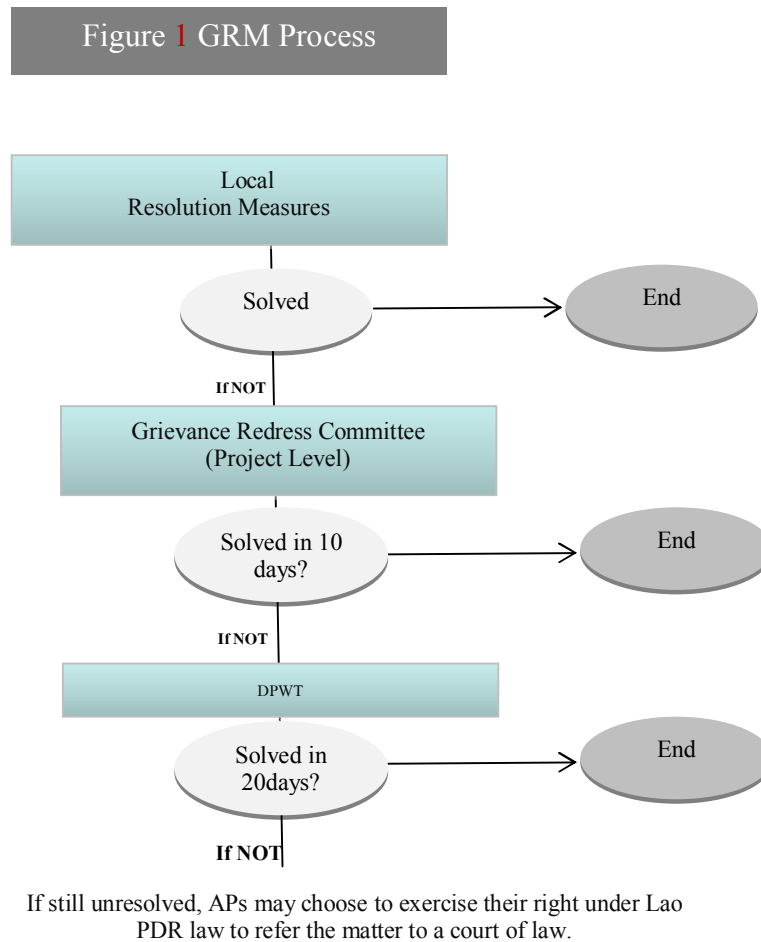 Figure 1 GRM Process
Local
Resolution Measures
Solved
End
If NOT
Grievance Redress Committee
(Project Level)
Solved in 10
days?
End
If NOT
DPWT
Solved in
20days?
End
If NOT
If still unresolved, APs may choose to exercise their right under Lao
PDR law to refer the matter to a court of law.